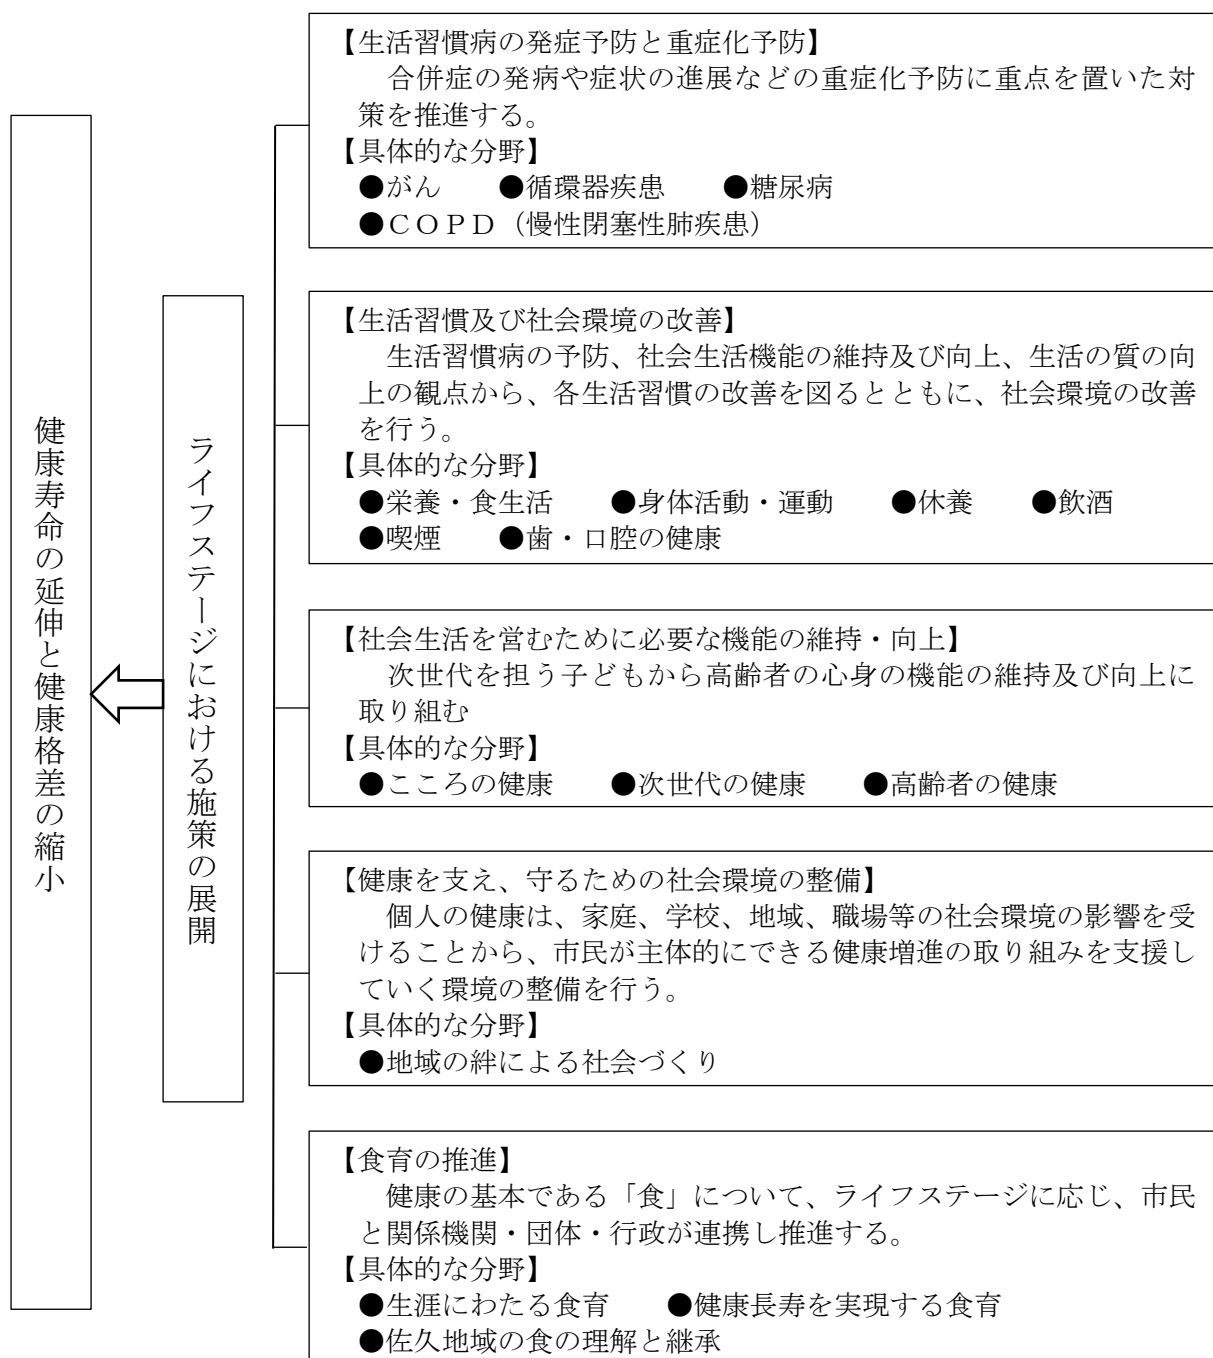 健康寿命の延伸と健康格差の縮小
ライフステージにおける施策の展開
【生活習慣病の発症予防と重症化予防】
合併症の発病や症状の進展などの重症化予防に重点を置いた対
策を推進する。
【具体的な分野】
●がん ●循環器疾患 ●糖尿病
●ＣＯＰＤ（慢性閉塞性肺疾患）
【生活習慣及び社会環境の改善】
生活習慣病の予防、社会生活機能の維持及び向上、生活の質の向
上の観点から、各生活習慣の改善を図るとともに、社会環境の改善
を行う。
【具体的な分野】
●栄養・食生活 ●身体活動・運動 ●休養 ●飲酒
●喫煙 ●歯・口腔の健康
【社会生活を営むために必要な機能の維持・向上】
次世代を担う子どもから高齢者の心身の機能の維持及び向上に
取り組む
【具体的な分野】
●こころの健康 ●次世代の健康 ●高齢者の健康
【健康を支え、守るための社会環境の整備】
個人の健康は、家庭、学校、地域、職場等の社会環境の影響を受
けることから、市民が主体的にできる健康増進の取り組みを支援し
ていく環境の整備を行う。
【具体的な分野】
●地域の絆による社会づくり
【食育の推進】
健康の基本である「食」について、ライフステージに応じ、市民
と関係機関・団体・行政が連携し推進する。
【具体的な分野】
●生涯にわたる食育 ●健康長寿を実現する食育
●佐久地域の食の理解と継承